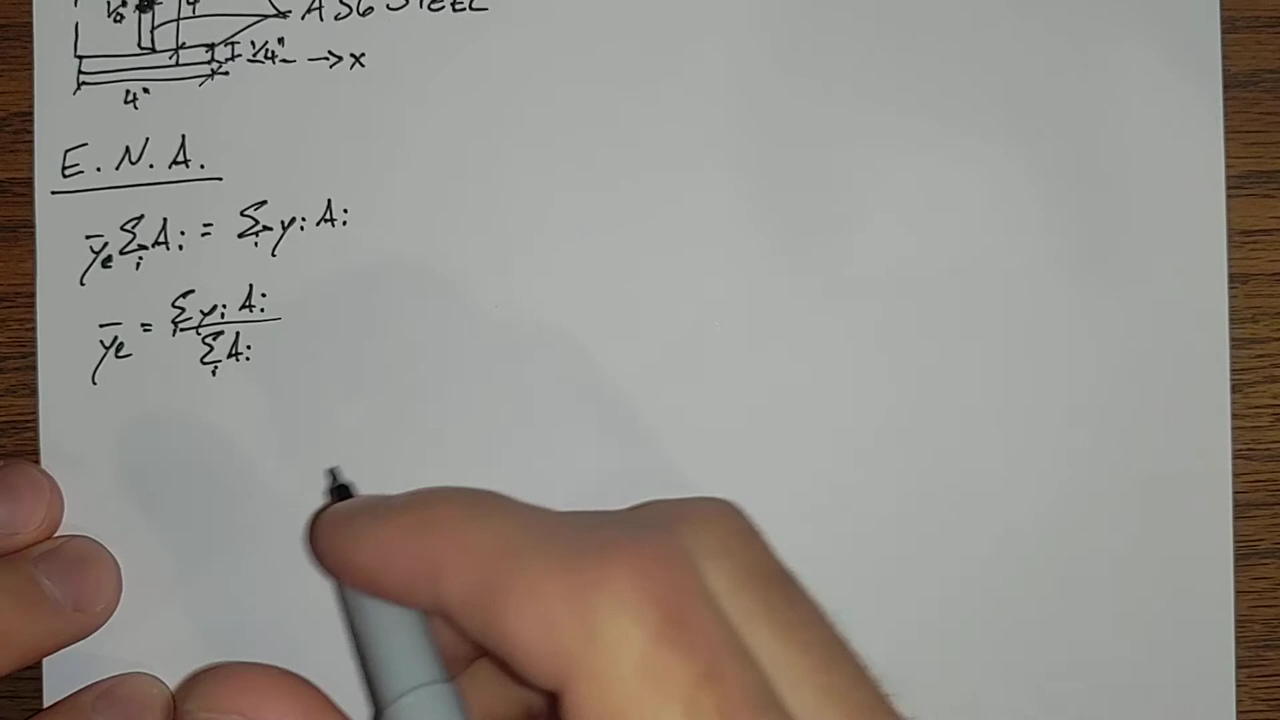 A36 STEEL
1/4" → x
4"
E.N.A.
ȳe Σi Ai = Σi yi Ai
ȳe = Σi yi Ai / Σi Ai